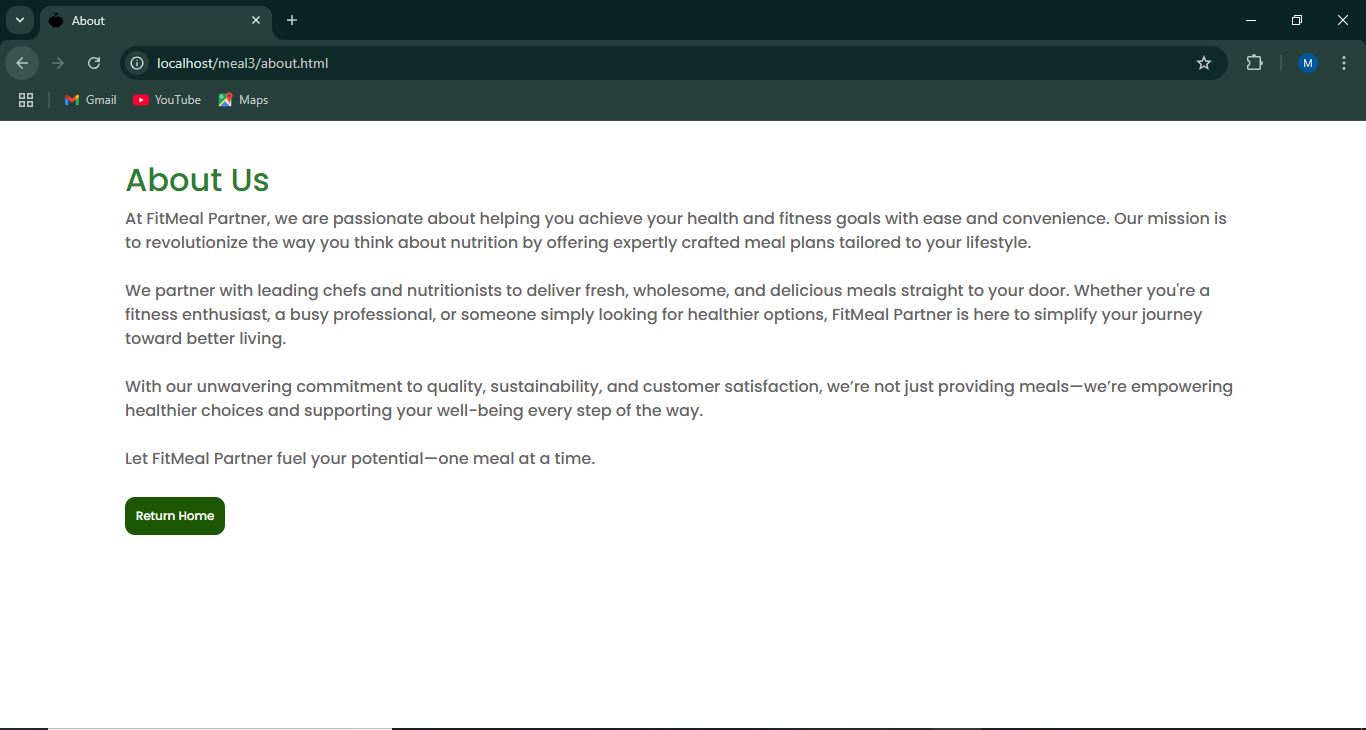 About
localhost/meal3/about.html
M
Gmail
YouTube
Maps
About Us
At FitMeal Partner, we are passionate about helping you achieve your health and fitness goals with ease and convenience. Our mission is
to revolutionize the way you think about nutrition by offering expertly crafted meal plans tailored to your lifestyle.
We partner with leading chefs and nutritionists to deliver fresh, wholesome, and delicious meals straight to your door. Whether you're a
fitness enthusiast, a busy professional, or someone simply looking for healthier options, FitMeal Partner is here to simplify your journey
toward better living.
With our unwavering commitment to quality, sustainability, and customer satisfaction, we’re not just providing meals—we’re empowering
healthier choices and supporting your well-being every step of the way.
Let FitMeal Partner fuel your potential—one meal at a time.
Return Home